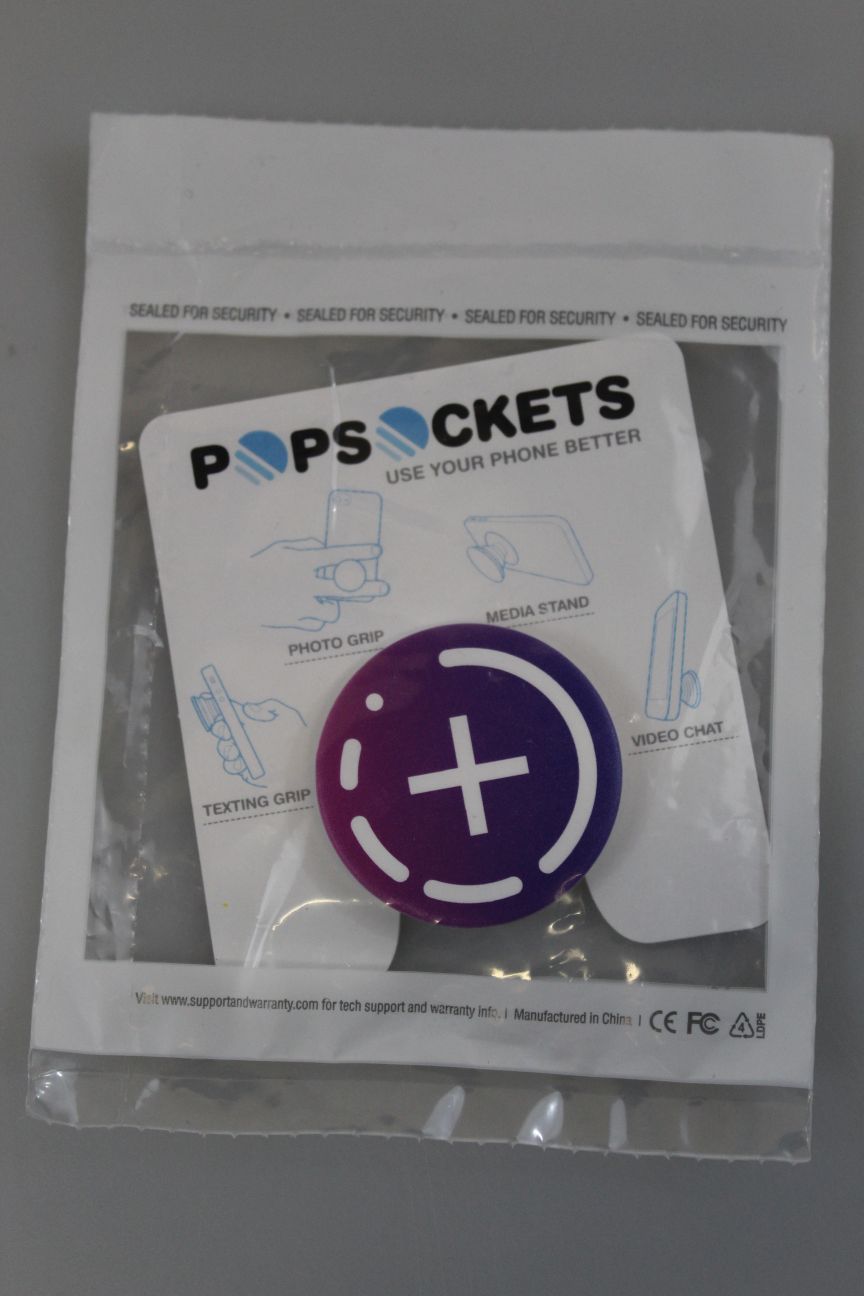 SEALED FOR SECURITY • SEALED FOR SECURITY • SEALED FOR SECURITY • SEALED FOR SECURITY
POPSOCKETS
USE YOUR PHONE BETTER
PHOTO GRIP
MEDIA STAND
TEXTING GRIP
VIDEO CHAT
Visit www.supportandwarranty.com for tech support and warranty info. | Manufactured in China | CE FC 4 LDPE